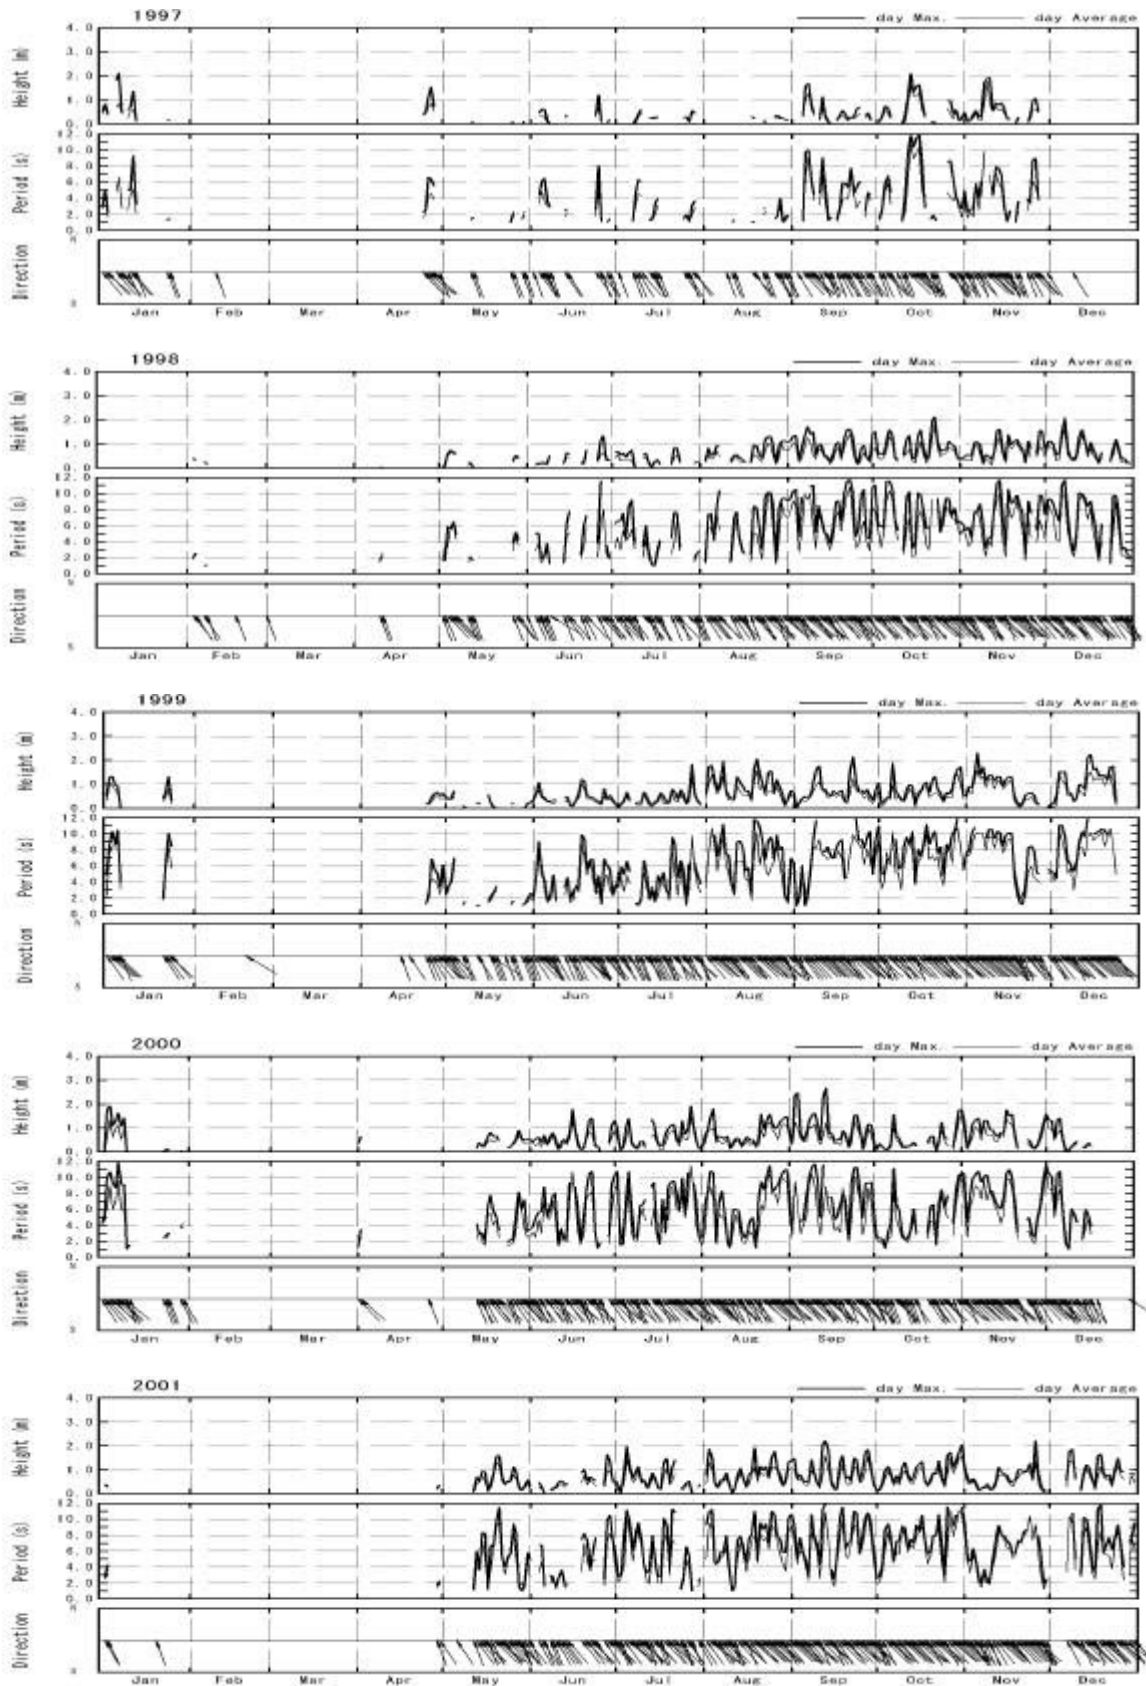 1997 day Max. day Average
Height (m) 4.0 3.0 2.0 1.0 0.0
Period (s) 12.0 10.0 8.0 6.0 4.0 2.0 0.0
Direction N S
Jan Feb Mar Apr May Jun Jul Aug Sep Oct Nov Dec
1998 day Max. day Average
Height (m) 4.0 3.0 2.0 1.0 0.0
Period (s) 12.0 10.0 8.0 6.0 4.0 2.0 0.0
Direction N S
Jan Feb Mar Apr May Jun Jul Aug Sep Oct Nov Dec
1999 day Max. day Average
Height (m) 4.0 3.0 2.0 1.0 0.0
Period (s) 12.0 10.0 8.0 6.0 4.0 2.0 0.0
Direction N S
Jan Feb Mar Apr May Jun Jul Aug Sep Oct Nov Dec
2000 day Max. day Average
Height (m) 4.0 3.0 2.0 1.0 0.0
Period (s) 12.0 10.0 8.0 6.0 4.0 2.0 0.0
Direction N S
Jan Feb Mar Apr May Jun Jul Aug Sep Oct Nov Dec
2001 day Max. day Average
Height (m) 4.0 3.0 2.0 1.0 0.0
Period (s) 12.0 10.0 8.0 6.0 4.0 2.0 0.0
Direction N S
Jan Feb Mar Apr May Jun Jul Aug Sep Oct Nov Dec